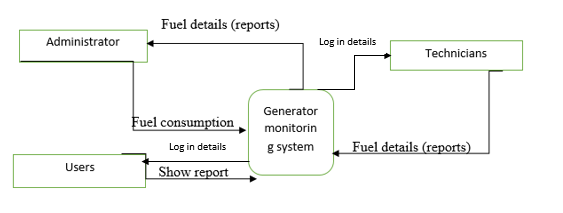 Fuel details (reports)
Administrator
Log in details
Technicians
Generator
monitorin
g system
Fuel consumption
Log in details
Fuel details (reports)
Users
Show report